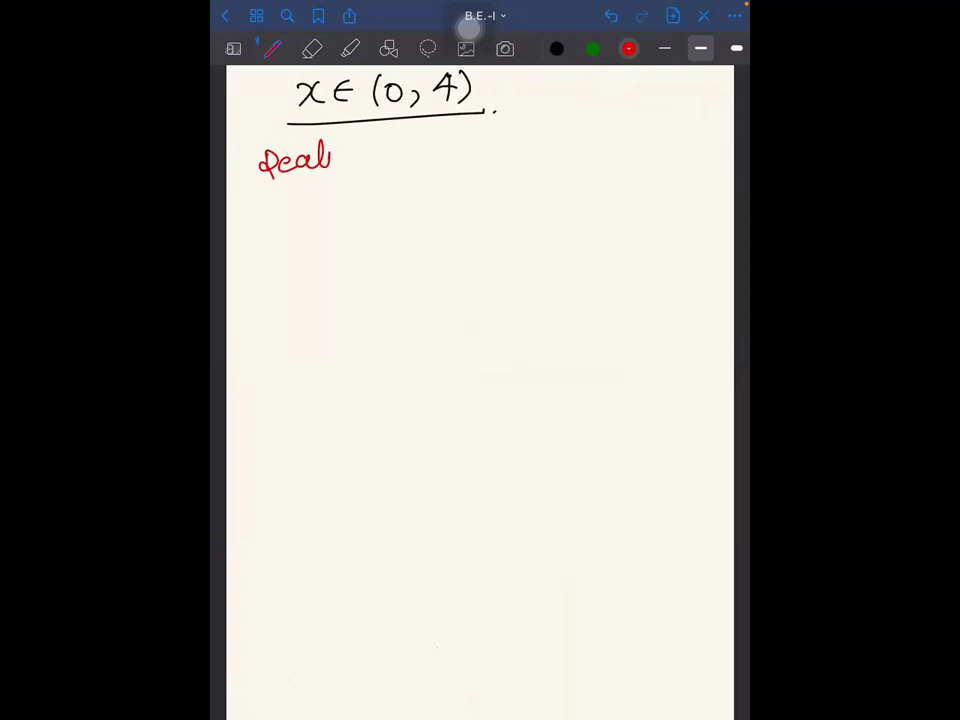 B.E.-I
x ∈ (0, 4).
Real